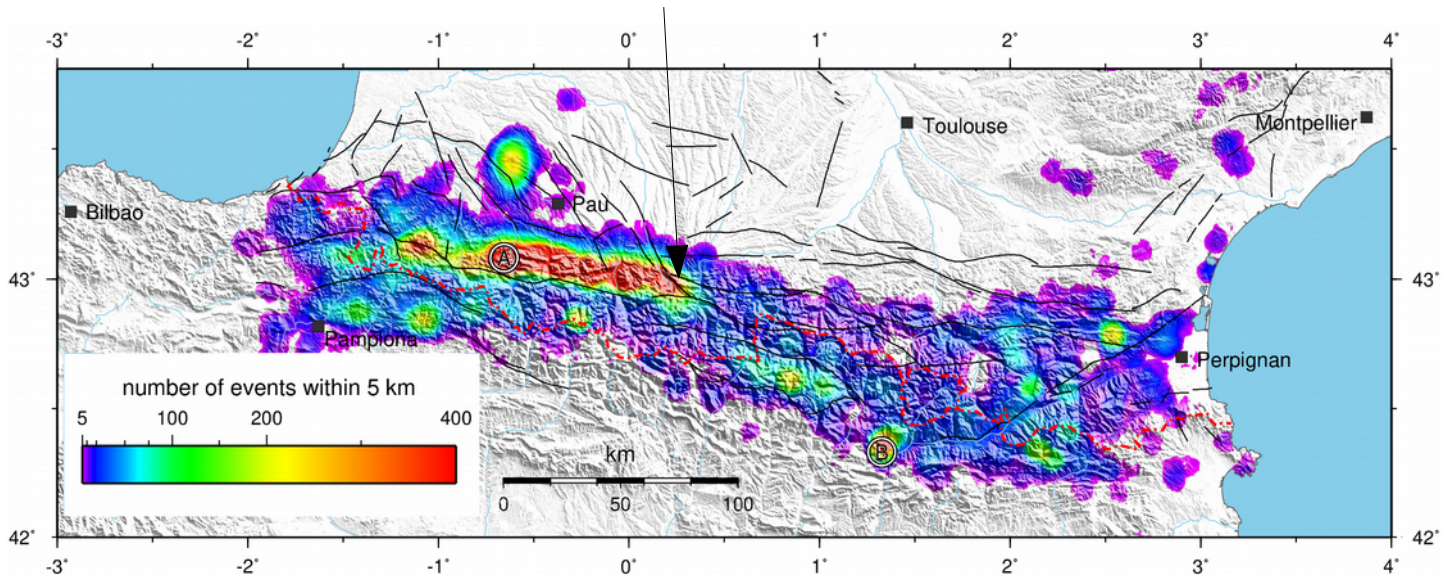 -3° -2° -1° 0° 1° 2° 3° 4°
Montpellier
Toulouse
Pau
Bilbao
A
43° 43°
Pamplona
Perpignan
number of events within 5 km
5 100 200 400
B
km
0 50 100
42° 42°
-3° -2° -1° 0° 1° 2° 3° 4°